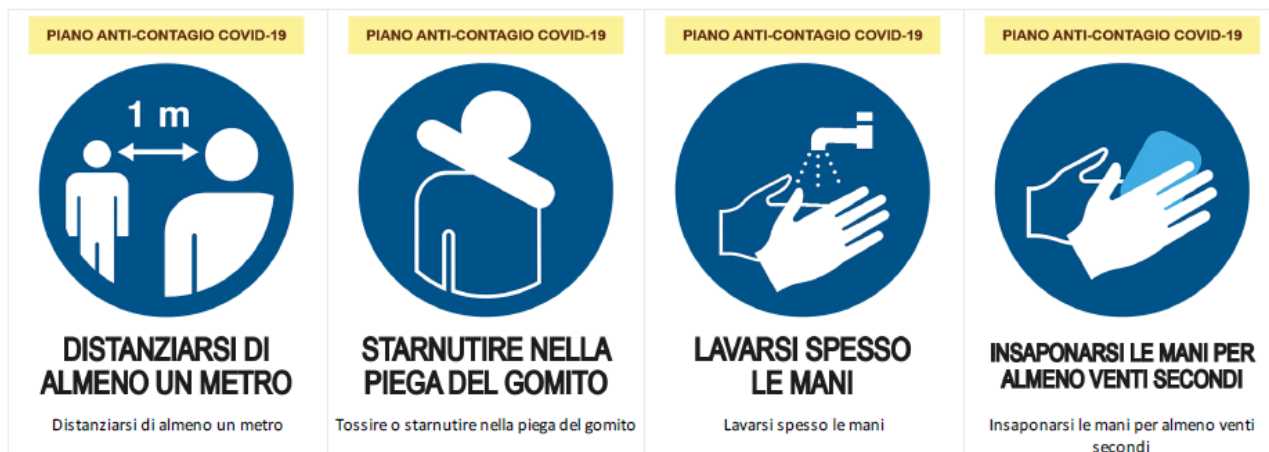 PIANO ANTI-CONTAGIO COVID-19
1 m
DISTANZIARSI DI
ALMENO UN METRO
Distanziarsi di almeno un metro
PIANO ANTI-CONTAGIO COVID-19
STARNUTIRE NELLA
PIEGA DEL GOMITO
Tossire o starnutire nella piega del gomito
PIANO ANTI-CONTAGIO COVID-19
LAVARSI SPESSO
LE MANI
Lavarsi spesso le mani
PIANO ANTI-CONTAGIO COVID-19
INSAPONARSI LE MANI PER
ALMENO VENTI SECONDI
Insaponarsi le mani per almeno venti
secondi